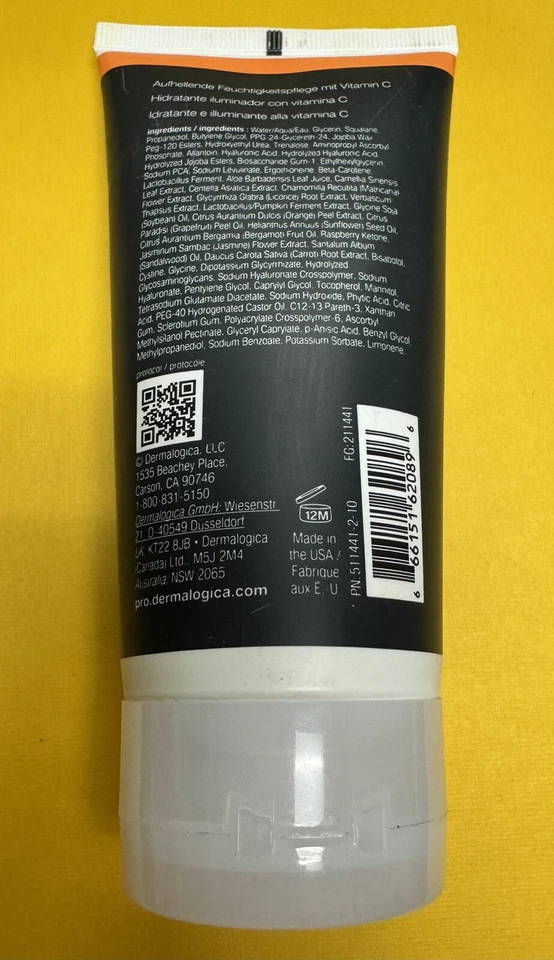 Aufhellende Feuchtigkeitspflege mit Vitamin C
Hidratante iluminador con vitamina C
Idratante e illuminante alla vitamina C
ingredients / ingrédients : Water/Aqua/Eau, Glycerin, Squalane,
Propanediol, Butylene Glycol, PPG-24-Glycereth-24, Jojoba Wax
Peg-120 Esters, Hydroxyethyl Urea, Trehalose, Aminopropyl Ascorbyl
Phosphate, Allantoin, Hyaluronic Acid, Hydrolyzed Hyaluronic Acid,
Hydrolyzed Jojoba Esters, Biosaccharide Gum-1, Ethylhexylglycerin,
Sodium PCA, Sodium Levulinate, Ergothioneine, Beta-Carotene,
Lactobacillus Ferment, Aloe Barbadensis Leaf Juice, Camellia Sinensis
Leaf Extract, Centella Asiatica Extract, Chamomilla Recutita (Matricaria)
Flower Extract, Glycyrrhiza Glabra (Licorice) Root Extract, Verbascum
Thapsus Extract, Lactobacillus/Pumpkin Ferment Extract, Glycine Soja
(Soybean) Oil, Citrus Aurantium Dulcis (Orange) Peel Extract, Citrus
Paradisi (Grapefruit) Peel Oil, Helianthus Annuus (Sunflower) Seed Oil,
Citrus Aurantium Bergamia (Bergamot) Fruit Oil, Raspberry Ketone,
Jasminum Sambac (Jasmine) Flower Extract, Santalum Album
(Sandalwood) Oil, Daucus Carota Sativa (Carrot) Root Extract, Bisabolol,
Cystine, Glycine, Dipotassium Glycyrrhizate, Hydrolyzed
Glycosaminoglycans, Sodium Hyaluronate Crosspolymer, Sodium
Hyaluronate, Pentylene Glycol, Caprylyl Glycol, Tocopherol, Mannitol,
Tetrasodium Glutamate Diacetate, Sodium Hydroxide, Phytic Acid, Citric
Acid, PEG-40 Hydrogenated Castor Oil, C12-13 Pareth-3, Xanthan
Gum, Sclerotium Gum, Polyacrylate Crosspolymer-6, Ascorbyl
Methylsilanol Pectinate, Glyceryl Caprylate, p-Anisic Acid, Benzyl Glycol
Methylpropanediol, Sodium Benzoate, Potassium Sorbate, Limonene.
protocol / protocole
© Dermalogica, LLC
1535 Beachey Place,
Carson, CA 90746
1-800-831-5150
Dermalogica GmbH: Wiesenstr
21, D-40549 Düsseldorf
UK: KT22 8JB • Dermalogica
(Canada) Ltd., M5J 2M4
Australia: NSW 2065
pro.dermalogica.com
12M
Made in
the USA /
Fabriqué
aux É.-U
PN: 511441-2-10
FG:211441
6 66151 62089 6